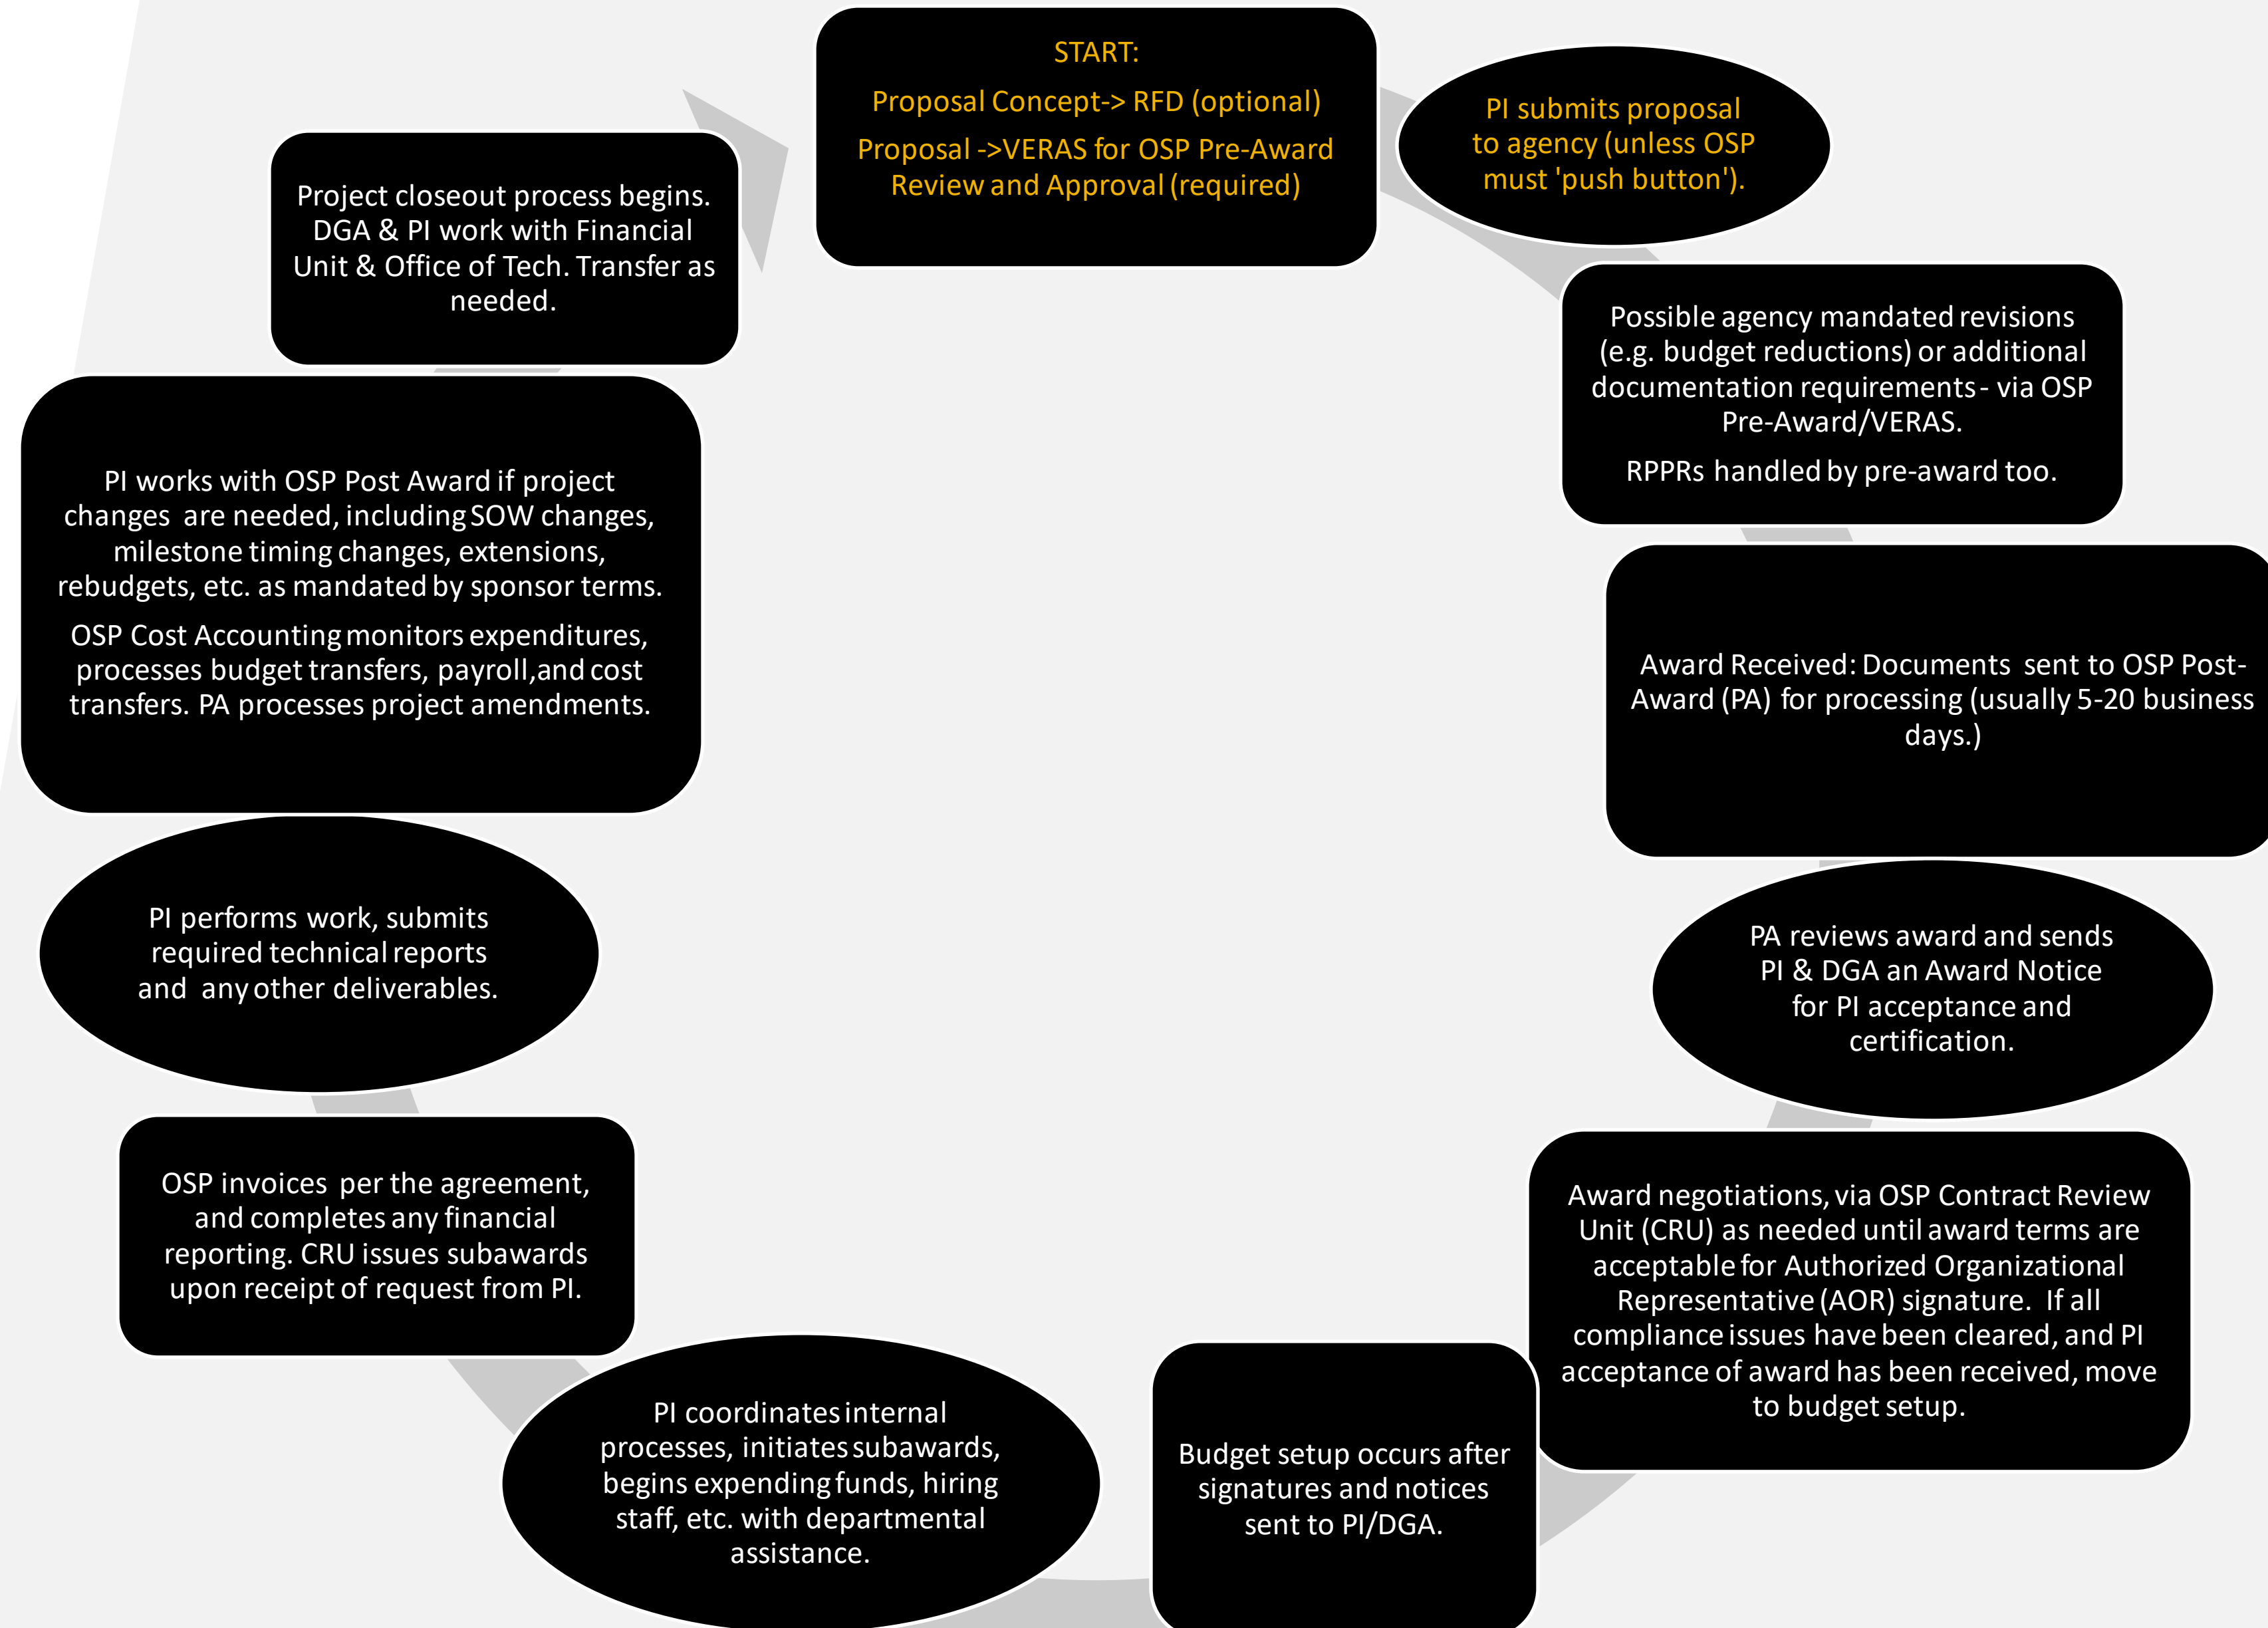 START:
Proposal Concept-> RFD (optional)
Proposal ->VERAS for OSP Pre-Award
Review and Approval (required)
PI submits proposal
to agency (unless OSP
must 'push button').
Possible agency mandated revisions
(e.g. budget reductions) or additional
documentation requirements - via OSP
Pre-Award/VERAS.
RPPRs handled by pre-award too.
Award Received: Documents sent to OSP Post-
Award (PA) for processing (usually 5-20 business
days.)
PA reviews award and sends
PI & DGA an Award Notice
for PI acceptance and
certification.
Award negotiations, via OSP Contract Review
Unit (CRU) as needed until award terms are
acceptable for Authorized Organizational
Representative (AOR) signature. If all
compliance issues have been cleared, and PI
acceptance of award has been received, move
to budget setup.
Budget setup occurs after
signatures and notices
sent to PI/DGA.
PI coordinates internal
processes, initiates subawards,
begins expending funds, hiring
staff, etc. with departmental
assistance.
OSP invoices per the agreement,
and completes any financial
reporting. CRU issues subawards
upon receipt of request from PI.
PI performs work, submits
required technical reports
and any other deliverables.
PI works with OSP Post Award if project
changes are needed, including SOW changes,
milestone timing changes, extensions,
rebudgets, etc. as mandated by sponsor terms.
OSP Cost Accounting monitors expenditures,
processes budget transfers, payroll,and cost
transfers. PA processes project amendments.
Project closeout process begins.
DGA & PI work with Financial
Unit & Office of Tech. Transfer as
needed.